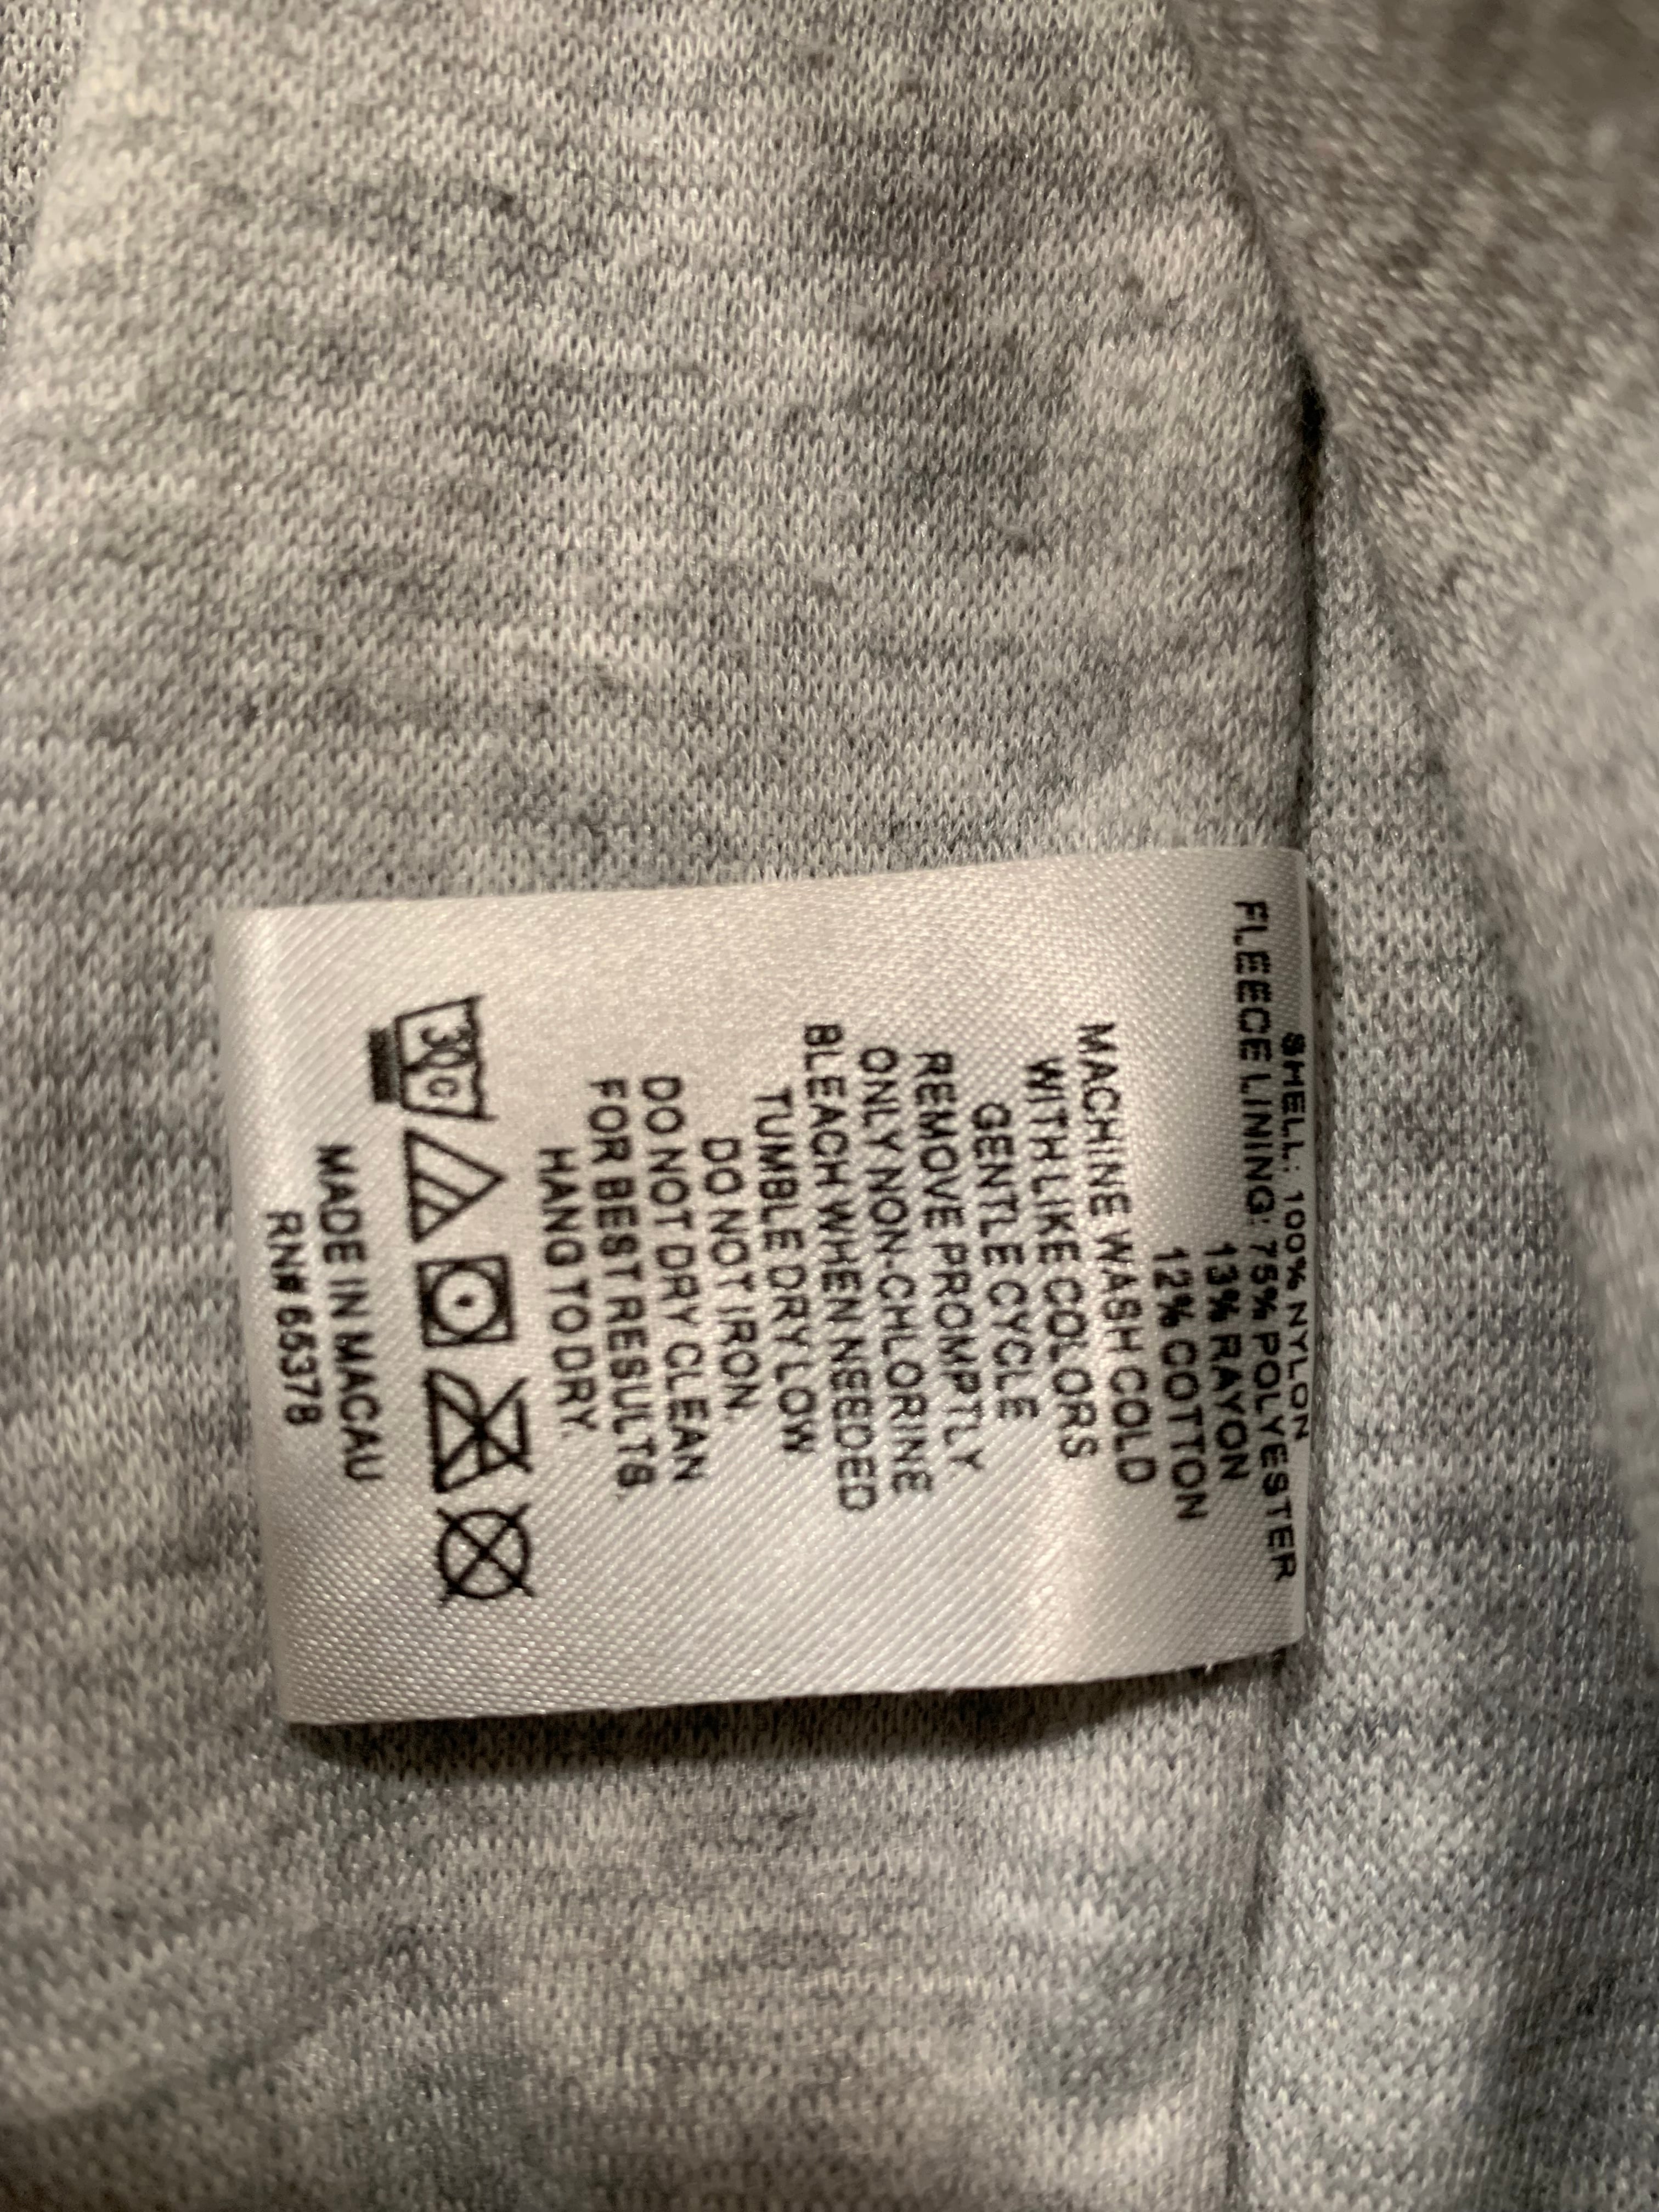 SHELL: 100% NYLON
FLEECE LINING: 75% POLYESTER
13% RAYON
12% COTTON
MACHINE WASH COLD
WITH LIKE COLORS
GENTLE CYCLE
REMOVE PROMPTLY
ONLY NON-CHLORINE
BLEACH WHEN NEEDED
TUMBLE DRY LOW
DO NOT IRON.
DO NOT DRY CLEAN
FOR BEST RESULTS,
HANG TO DRY.
30C
MADE IN MACAU
RN# 65378